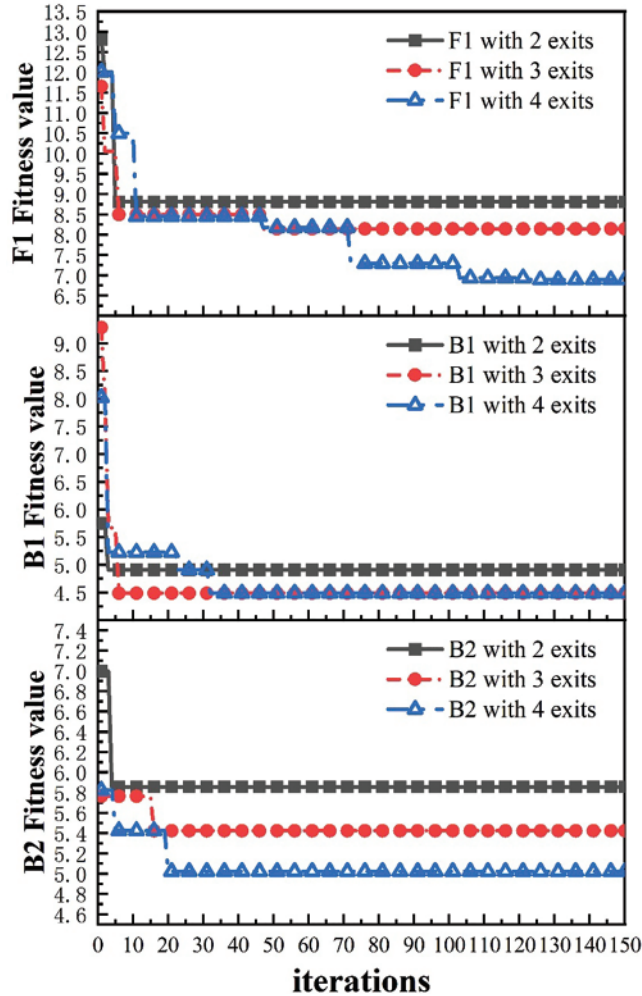 13.5
13.0
12.5
12.0
11.5
10.5
10.0
9.0
8.5
8.0
7.5
7.0
6.5
F1 Fitness value
F1 with 2 exits
F1 with 3 exits
F1 with 4 exits
9.0
8.5
8.0
7.5
7.0
6.5
6.0
5.5
5.0
4.5
B1 Fitness value
B1 with 2 exits
B1 with 3 exits
B1 with 4 exits
7.4
7.2
7.0
6.8
6.6
6.4
6.2
6.0
5.8
5.6
5.4
5.2
5.0
4.8
4.6
B2 Fitness value
B2 with 2 exits
B2 with 3 exits
B2 with 4 exits
0 10 20 30 40 50 60 70 80 90 100 110 120 130 140 150
iterations